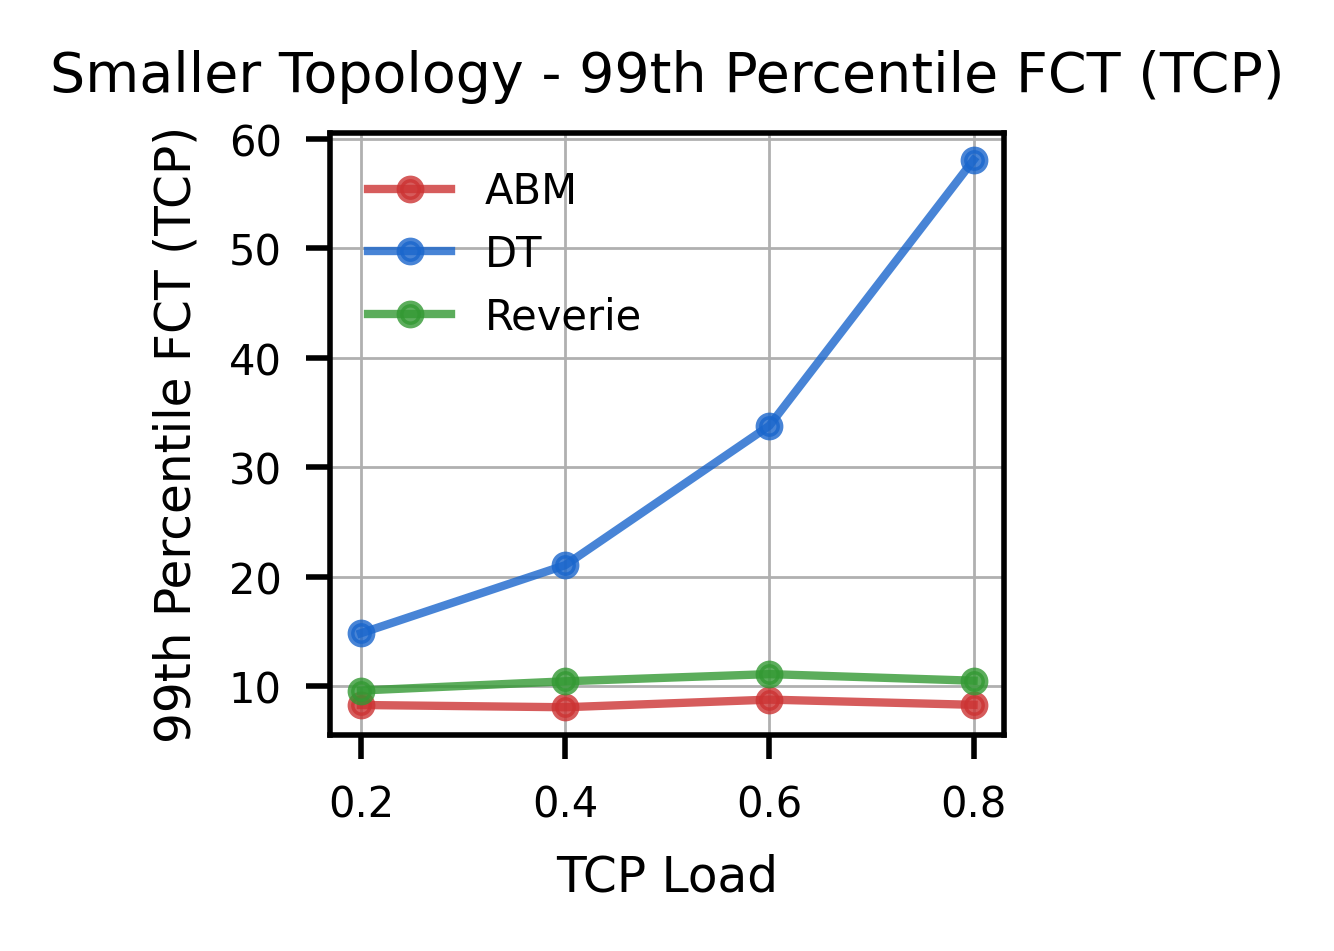 Smaller Topology - 99th Percentile FCT (TCP)
99th Percentile FCT (TCP)
60
50
40
30
20
10
ABM
DT
Reverie
0.2 0.4 0.6 0.8
TCP Load